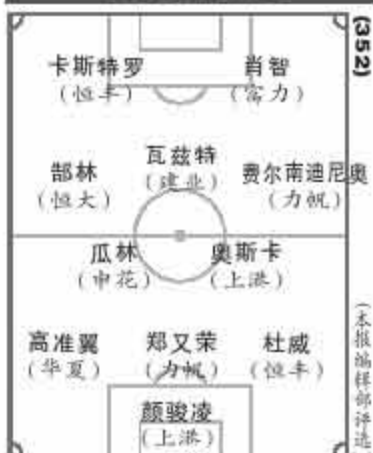 (352)
卡斯特罗 肖智
(恒丰) (富力)
瓦兹特
(建业)
郜林 费尔南迪尼奥
(恒大) (力帆)
瓜林 奥斯卡
(申花) (上港)
高准翼 郑又荣 杜威
(华夏) (力帆) (恒丰)
颜骏凌
(上港)
(本报编辑部评选